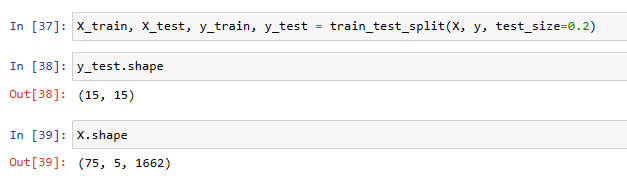 In [37]: X_train, X_test, y_train, y_test = train_test_split(X, y, test_size=0.2)
In [38]: y_test.shape
Out[38]: (15, 15)
In [39]: X.shape
Out[39]: (75, 5, 1662)